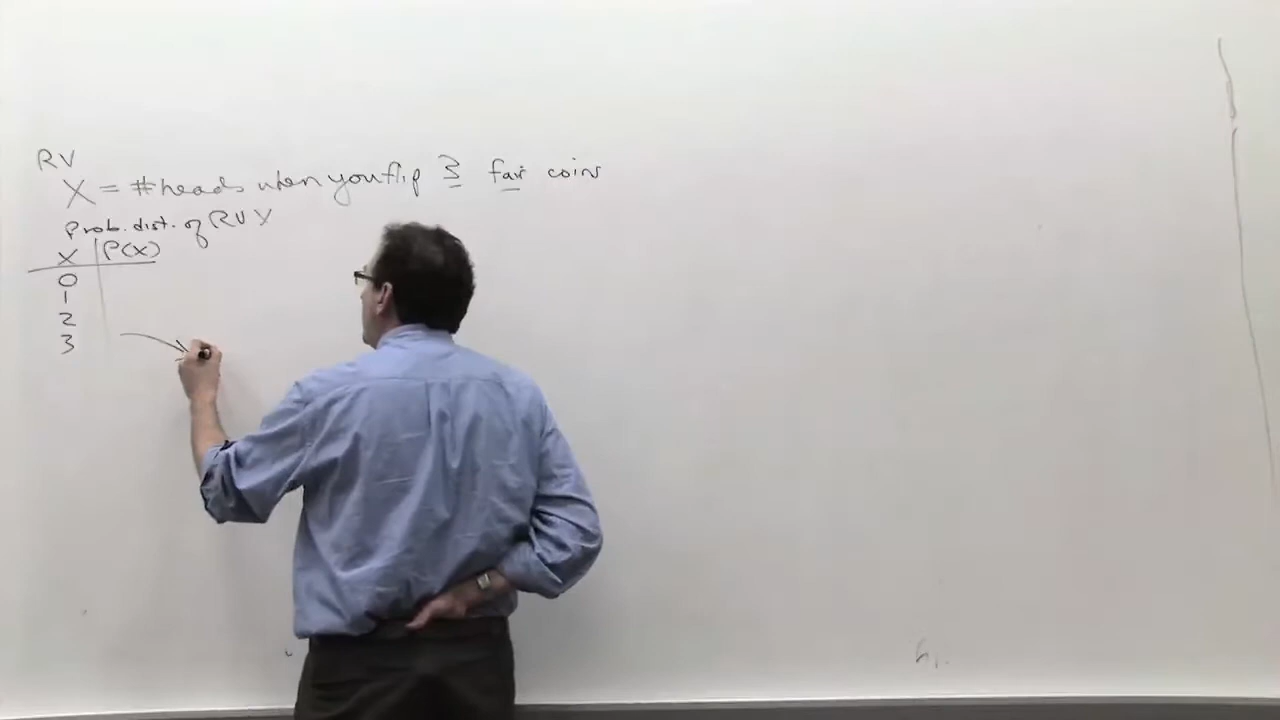 RV
X = #heads when you flip 3 fair coins
Prob. dist. of RV X
X P(X)
0
1
2
3